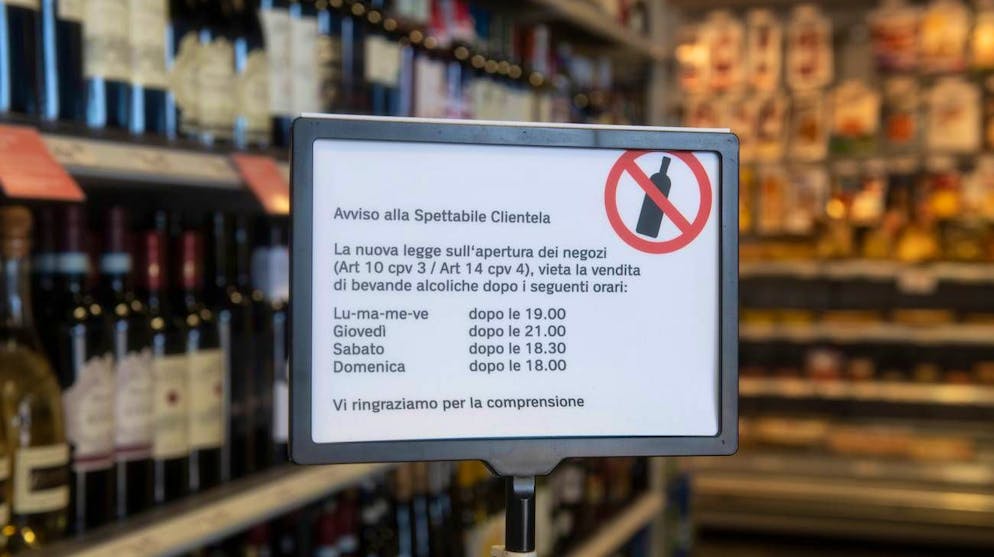 Avviso alla Spettabile Clientela
La nuova legge sull'apertura dei negozi
(Art 10 cpv 3 / Art 14 cpv 4), vieta la vendita
di bevande alcoliche dopo i seguenti orari:
Lu-ma-me-ve dopo le 19.00
Giovedì dopo le 21.00
Sabato dopo le 18.30
Domenica dopo le 18.00
Vi ringraziamo per la comprensione